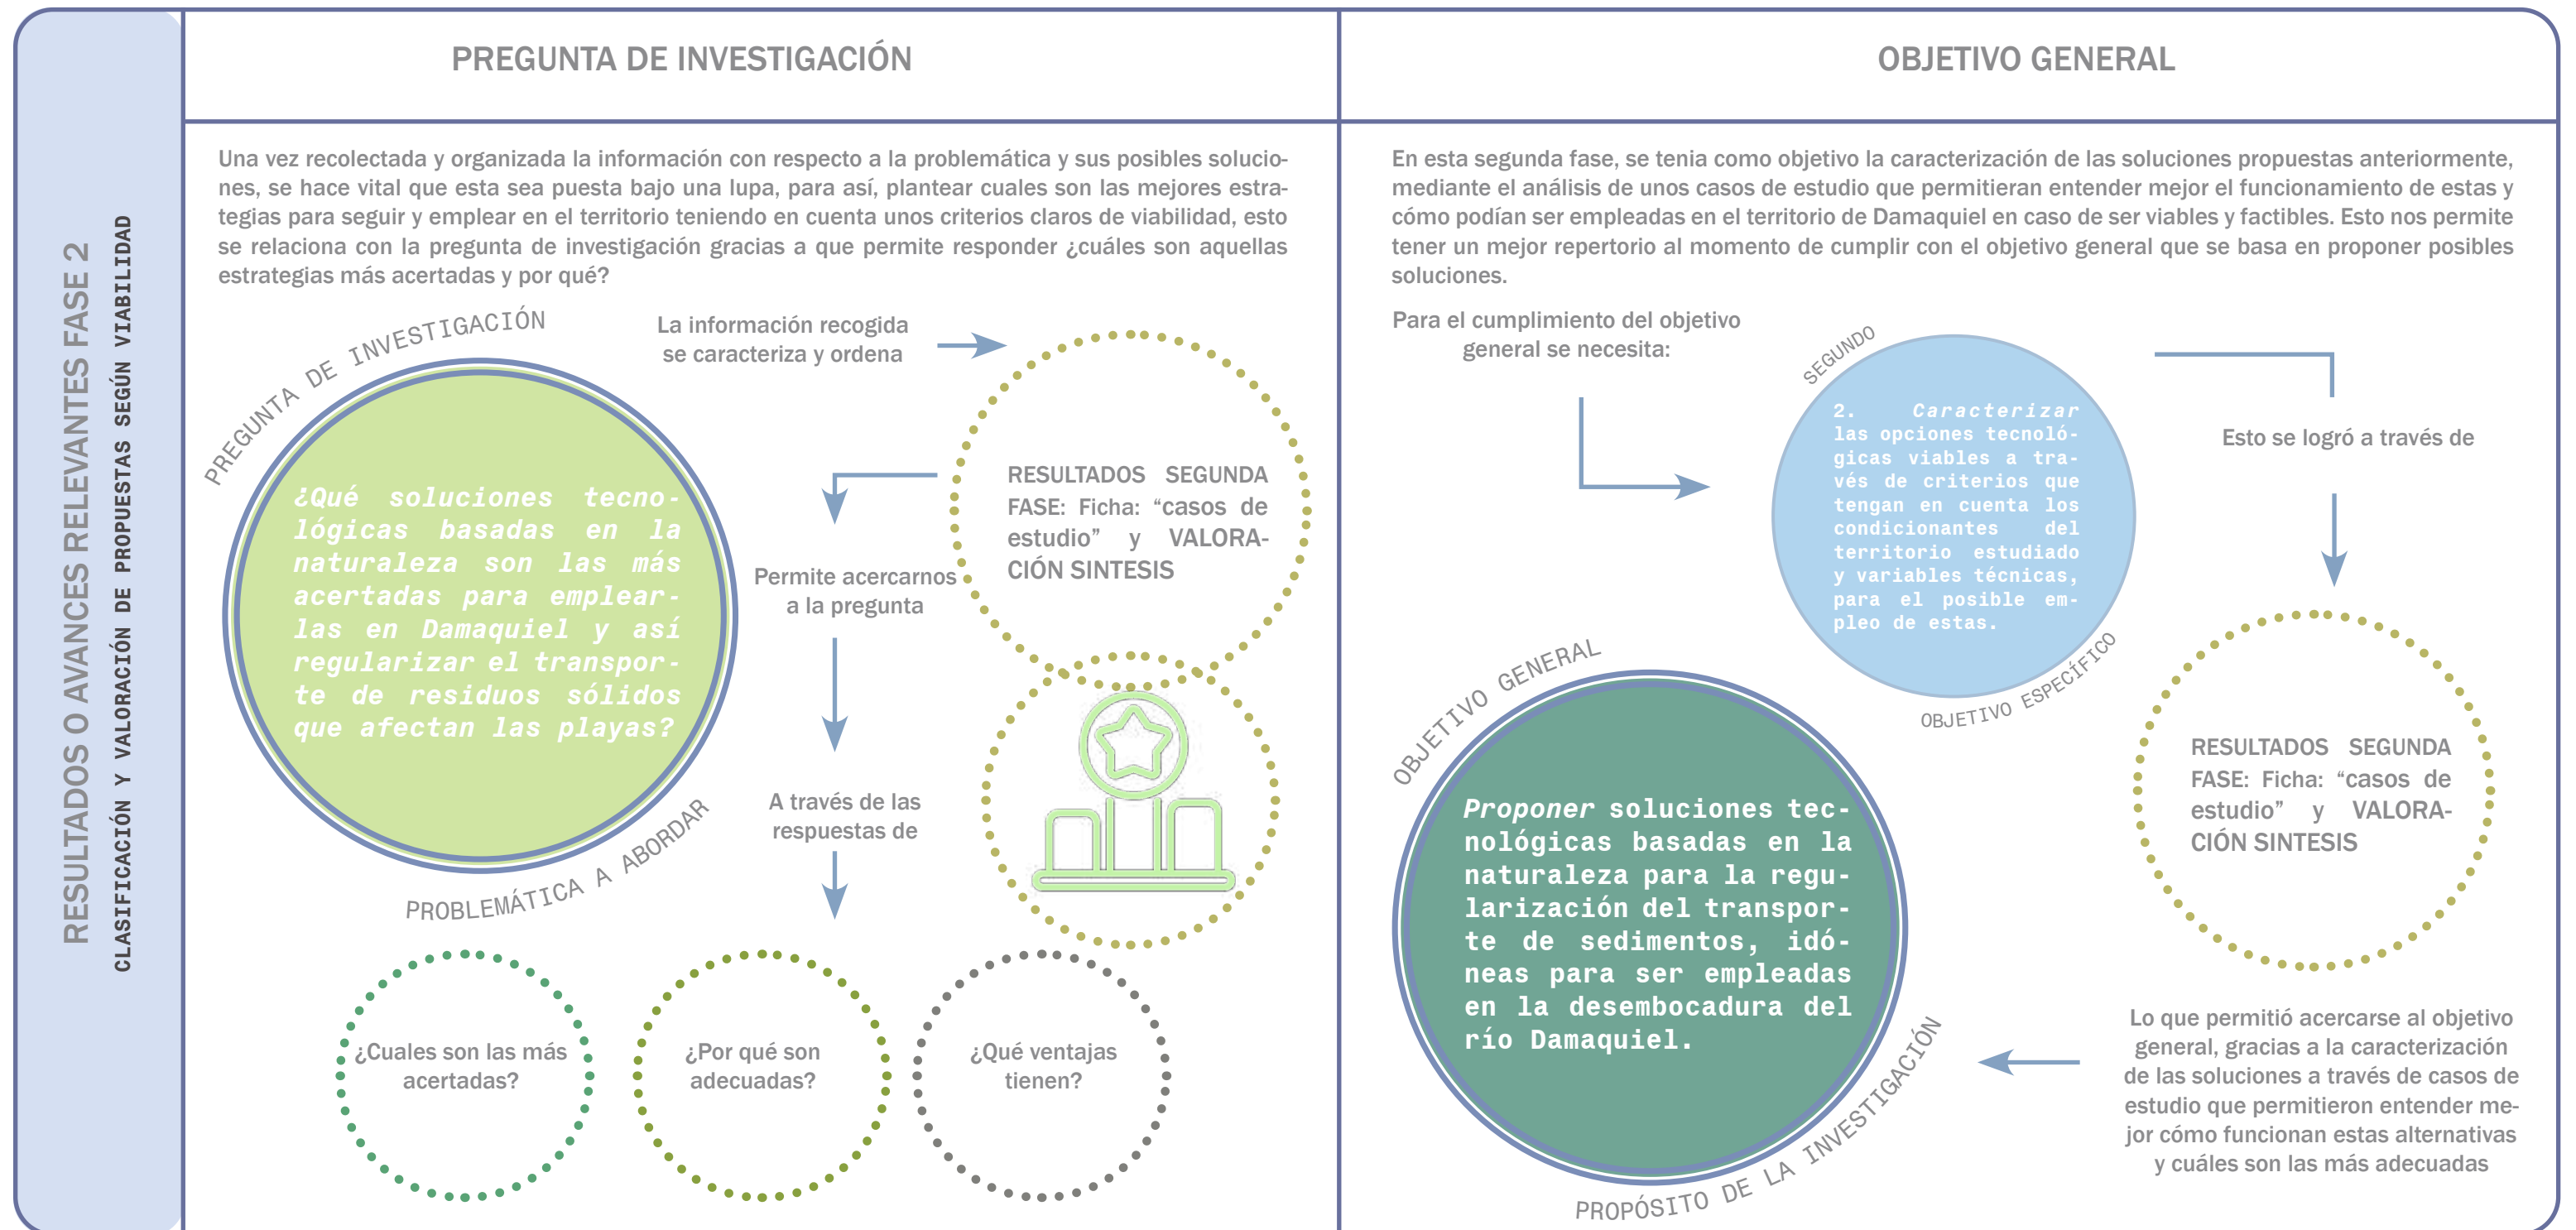 RESULTADOS O AVANCES RELEVANTES FASE 2
CLASIFICACIÓN Y VALORACIÓN DE PROPUESTAS SEGÚN VIABILIDAD
PREGUNTA DE INVESTIGACIÓN
Una vez recolectada y organizada la información con respecto a la problemática y sus posibles solucio-
nes, se hace vital que esta sea puesta bajo una lupa, para así, plantear cuales son las mejores estra-
tegias para seguir y emplear en el territorio teniendo en cuenta unos criterios claros de viabilidad, esto
se relaciona con la pregunta de investigación gracias a que permite responder ¿cuáles son aquellas
estrategias más acertadas y por qué?
PREGUNTA DE INVESTIGACIÓN
¿Qué soluciones tecno-
lógicas basadas en la
naturaleza son las más
acertadas para emplear-
las en Damaquiel y así
regularizar el transpor-
te de residuos sólidos
que afectan las playas?
PROBLEMÁTICA A ABORDAR
La información recogida
se caracteriza y ordena
RESULTADOS SEGUNDA
FASE: Ficha: “casos de
estudio” y VALORA-
CIÓN SINTESIS
Permite acercarnos
a la pregunta
A través de las
respuestas de
¿Cuales son las más
acertadas?
¿Por qué son
adecuadas?
¿Qué ventajas
tienen?
OBJETIVO GENERAL
En esta segunda fase, se tenia como objetivo la caracterización de las soluciones propuestas anteriormente,
mediante el análisis de unos casos de estudio que permitieran entender mejor el funcionamiento de estas y
cómo podían ser empleadas en el territorio de Damaquiel en caso de ser viables y factibles. Esto nos permite
tener un mejor repertorio al momento de cumplir con el objetivo general que se basa en proponer posibles
soluciones.
Para el cumplimiento del objetivo
general se necesita:
SEGUNDO
2. Caracterizar
las opciones tecnoló-
gicas viables a tra-
vés de criterios que
tengan en cuenta los
condicionantes del
territorio estudiado
y variables técnicas,
para el posible em-
pleo de estas.
OBJETIVO ESPECÍFICO
Esto se logró a través de
RESULTADOS SEGUNDA
FASE: Ficha: “casos de
estudio” y VALORA-
CIÓN SINTESIS
Lo que permitió acercarse al objetivo
general, gracias a la caracterización
de las soluciones a través de casos de
estudio que permitieron entender me-
jor cómo funcionan estas alternativas
y cuáles son las más adecuadas
OBJETIVO GENERAL
Proponer soluciones tec-
nológicas basadas en la
naturaleza para la regu-
larización del transpor-
te de sedimentos, idó-
neas para ser empleadas
en la desembocadura del
río Damaquiel.
PROPÓSITO DE LA INVESTIGACIÓN